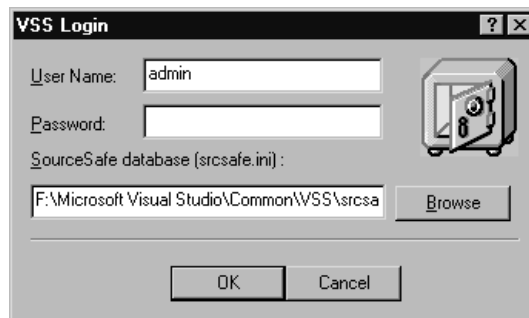 VSS Login
User Name: admin
Password:
SourceSafe database (srcsafe.ini) :
F:\Microsoft Visual Studio\Common\VSS\srcsa Browse
OK Cancel